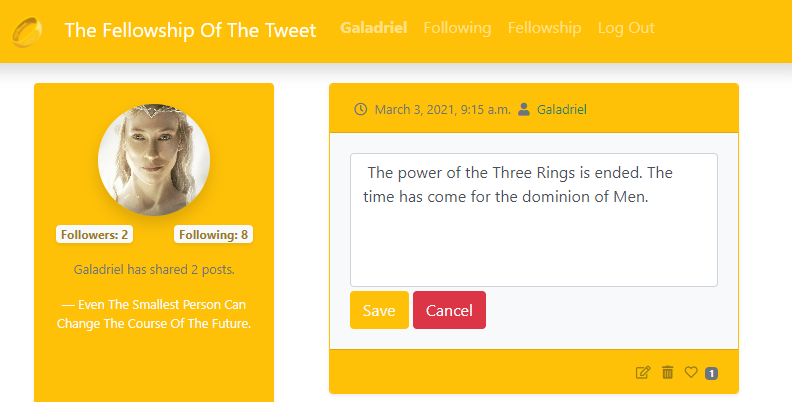 The Fellowship Of The Tweet Galadriel Following Fellowship Log Out
Followers: 2 Following: 8
Galadriel has shared 2 posts.
— Even The Smallest Person Can
Change The Course Of The Future.
March 3, 2021, 9:15 a.m. Galadriel
The power of the Three Rings is ended. The
time has come for the dominion of Men.
Save Cancel
1